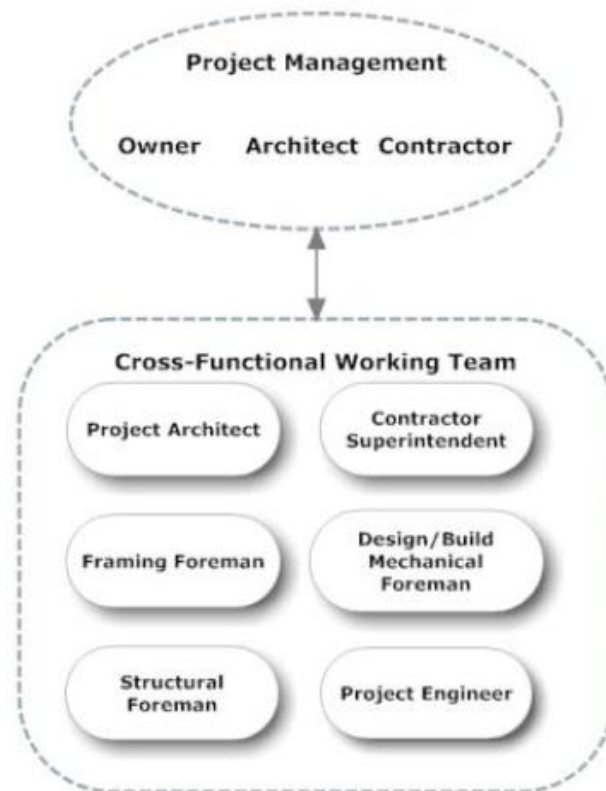 Project Management
Owner Architect Contractor
Cross-Functional Working Team
Project Architect
Contractor
Superintendent
Framing Foreman
Design/Build
Mechanical
Foreman
Structural
Foreman
Project Engineer